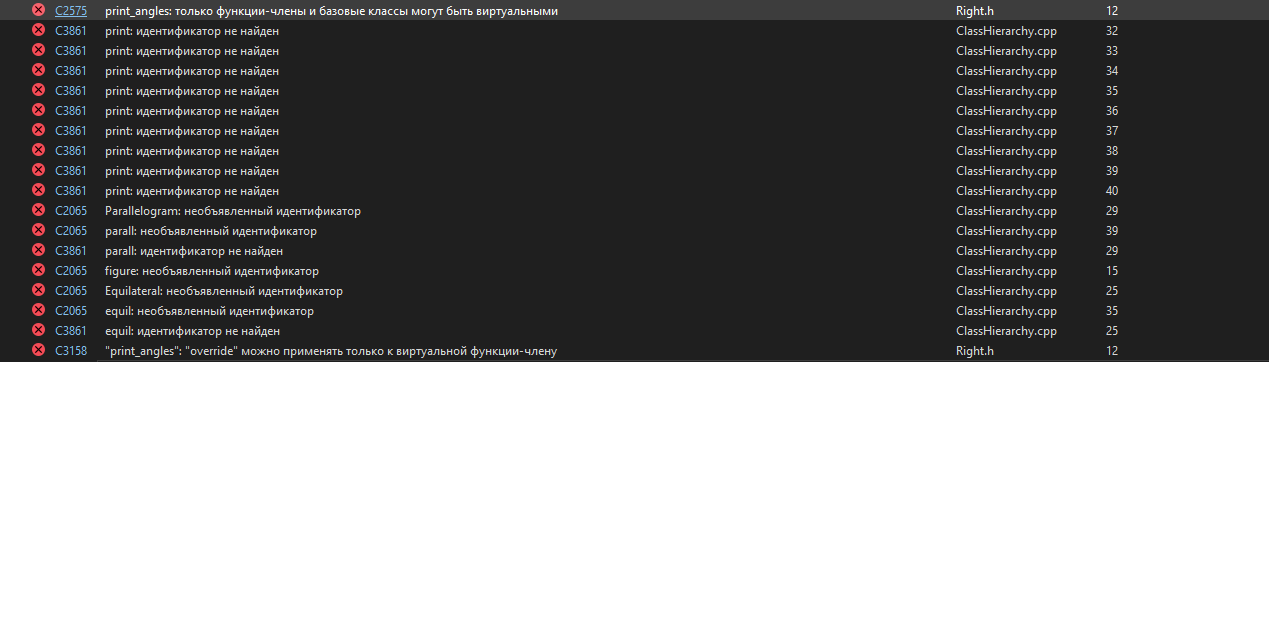 C2575 print_angles: только функции-члены и базовые классы могут быть виртуальными Right.h 12
C3861 print: идентификатор не найден ClassHierarchy.cpp 32
C3861 print: идентификатор не найден ClassHierarchy.cpp 33
C3861 print: идентификатор не найден ClassHierarchy.cpp 34
C3861 print: идентификатор не найден ClassHierarchy.cpp 35
C3861 print: идентификатор не найден ClassHierarchy.cpp 36
C3861 print: идентификатор не найден ClassHierarchy.cpp 37
C3861 print: идентификатор не найден ClassHierarchy.cpp 38
C3861 print: идентификатор не найден ClassHierarchy.cpp 39
C3861 print: идентификатор не найден ClassHierarchy.cpp 40
C2065 Parallelogram: необъявленный идентификатор ClassHierarchy.cpp 29
C2065 parall: необъявленный идентификатор ClassHierarchy.cpp 39
C3861 parall: идентификатор не найден ClassHierarchy.cpp 29
C2065 figure: необъявленный идентификатор ClassHierarchy.cpp 15
C2065 Equilateral: необъявленный идентификатор ClassHierarchy.cpp 25
C2065 equil: необъявленный идентификатор ClassHierarchy.cpp 35
C3861 equil: идентификатор не найден ClassHierarchy.cpp 25
C3158 "print_angles": "override" можно применять только к виртуальной функции-члену Right.h 12